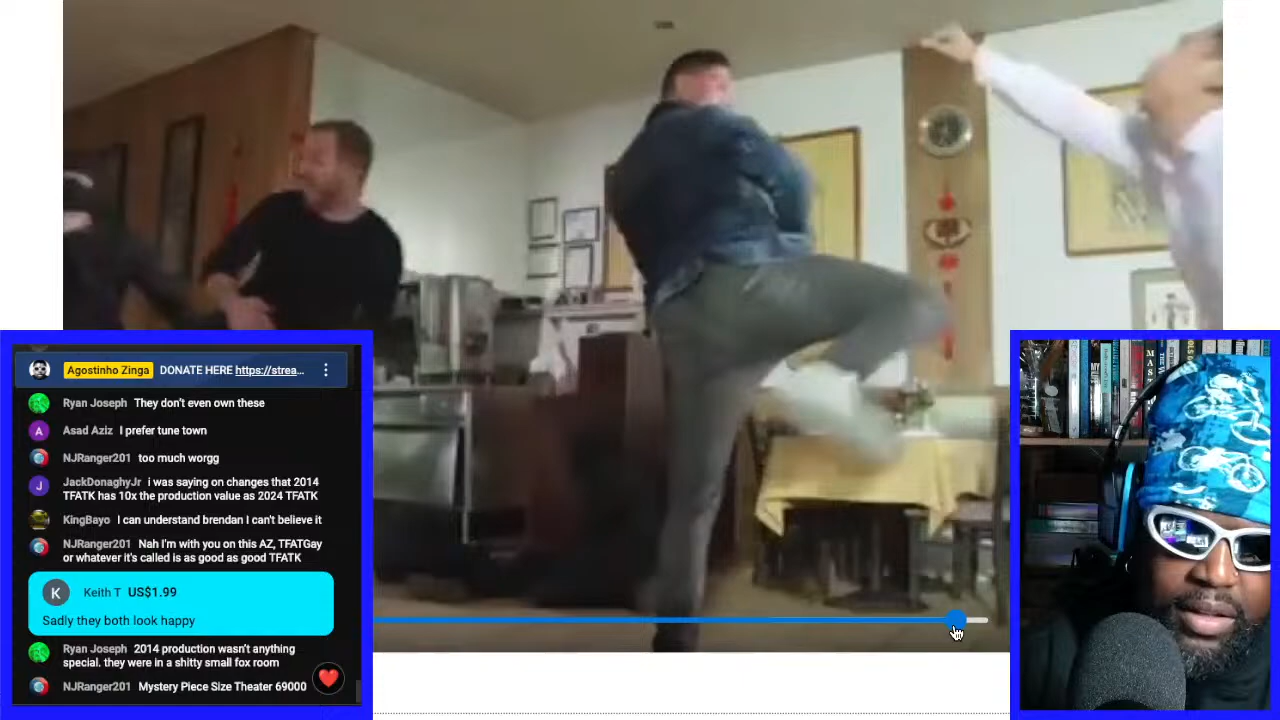 Agostinho Zinga DONATE HERE https://strea...
Ryan Joseph They don't even own these
Asad Aziz I prefer tune town
NJRanger201 too much worgg
JackDonaghyJr i was saying on changes that 2014
TFATK has 10x the production value as 2024 TFATK
KingBayo I can understand brendan I can't believe it
NJRanger201 Nah I'm with you on this AZ, TFATGay
or whatever it's called is as good as good TFATK
K Keith T US$1.99
Sadly they both look happy
Ryan Joseph 2014 production wasn't anything
special. they were in a shitty small fox room
NJRanger201 Mystery Piece Size Theater 69000